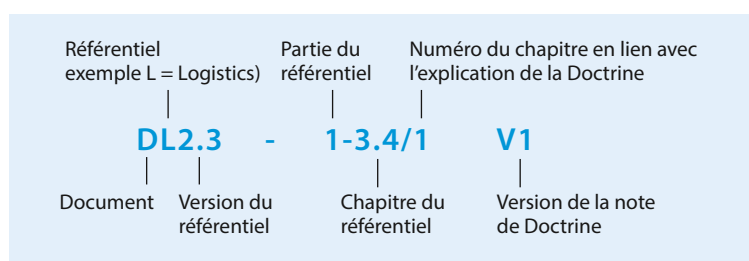 Référentiel
exemple L = Logistics)
Partie du
référentiel
Numéro du chapitre en lien avec
l'explication de la Doctrine
DL2.3 - 1-3.4/1 V1
Document
Version du
référentiel
Chapitre du
référentiel
Version de la note
de Doctrine